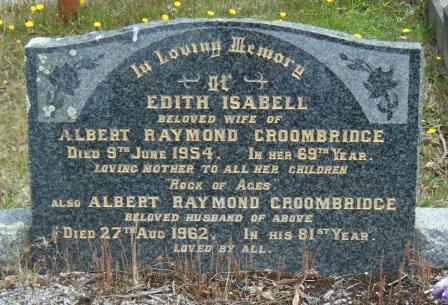 In Loving Memory
of
EDITH ISABELL
BELOVED WIFE OF
ALBERT RAYMOND GROOMBRIDGE
DIED 9TH JUNE 1954. IN HER 69TH YEAR.
LOVING MOTHER TO ALL HER CHILDREN
"ROCK OF AGES"
ALSO ALBERT RAYMOND GROOMBRIDGE
BELOVED HUSBAND OF ABOVE
DIED 27TH AUG 1962. IN HIS 81ST YEAR.
LOVED BY ALL.